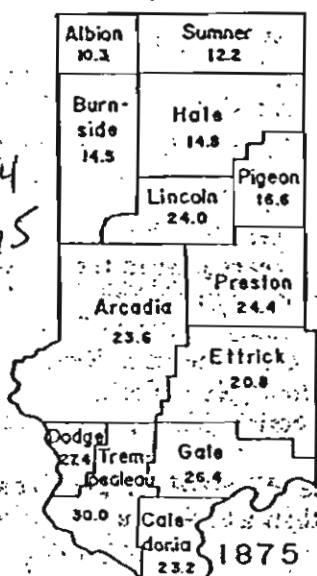 Albion
10.3
Sumner
12.2
Burn-
side
14.5
Hale
14.8
Pigeon
16.6
Lincoln
24.0
Arcadia
23.6
Preston
24.4
Ettrick
20.8
Dodge
27.4
Trem-
pealeau
30.0
Gale
26.4
Cale-
donia
23.2
1875